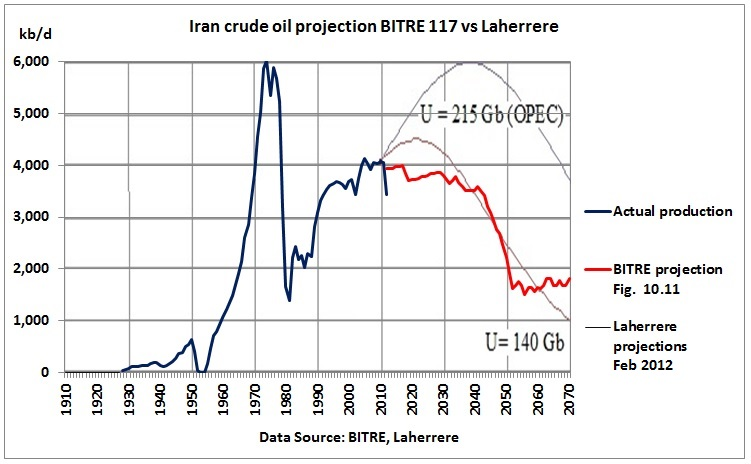 Iran crude oil projection BITRE 117 vs Laherrere
kb/d
6,000
5,000
4,000
3,000
2,000
1,000
0
U = 215 Gb (OPEC)
U= 140 Gb
1910
1920
1930
1940
1950
1960
1970
1980
1990
2000
2010
2020
2030
2040
2050
2060
2070
Actual production
BITRE projection
Fig. 10.11
Laherrere
projections
Feb 2012
Data Source: BITRE, Laherrere